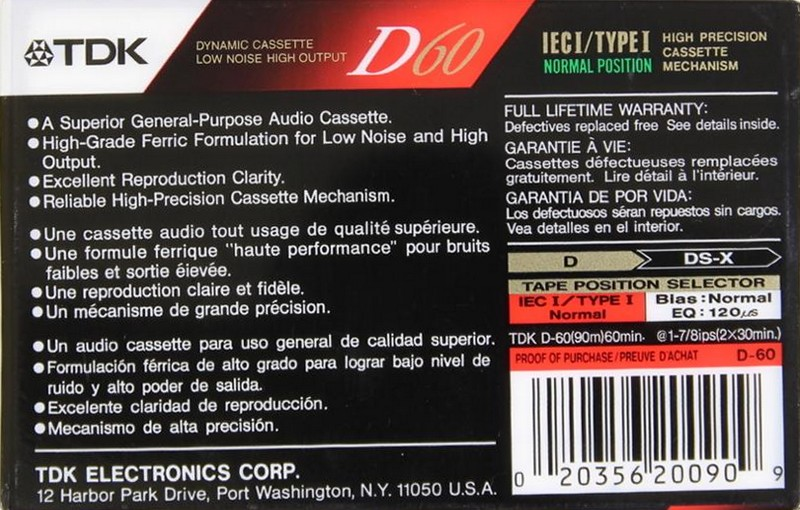 TDK
DYNAMIC CASSETTE
LOW NOISE HIGH OUTPUT
D60
IECI/TYPE I
NORMAL POSITION
HIGH PRECISION
CASSETTE
MECHANISM
● A Superior General-Purpose Audio Cassette.
● High-Grade Ferric Formulation for Low Noise and High
Output.
● Excellent Reproduction Clarity.
● Reliable High-Precision Cassette Mechanism.
● Une cassette audio tout usage de qualité supérieure.
● Une formule ferrique "haute performance" pour bruits
faibles et sortie éievée.
● Une reproduction claire et fidèle.
● Un mécanisme de grande précision.
● Un audio cassette para uso general de calidad superior.
● Formulación férrica de alto grado para lograr bajo nivel de
ruido y alto poder de salida.
● Excelente claridad de reproducción.
● Mecanismo de alta precisión.
TDK ELECTRONICS CORP.
12 Harbor Park Drive, Port Washington, N.Y. 11050 U.S.A.
FULL LIFETIME WARRANTY:
Defectives replaced free See details inside.
GARANTIE À VIE:
Cassettes défectueuses remplacées
gratuitement. Lire détail à l'intérieur.
GARANTIA DE POR VIDA:
Los defectuosos séran repuestos sin cargos.
Vea detalles en el interior.
D DS-X
TAPE POSITION SELECTOR
IEC I/TYPE I
Normal
Bias : Normal
EQ : 120µs
TDK D-60(90m)60min. @1-7/8ips(2×30min.)
PROOF OF PURCHASE/PREUVE D'ACHAT D-60
0 20356 20090 9